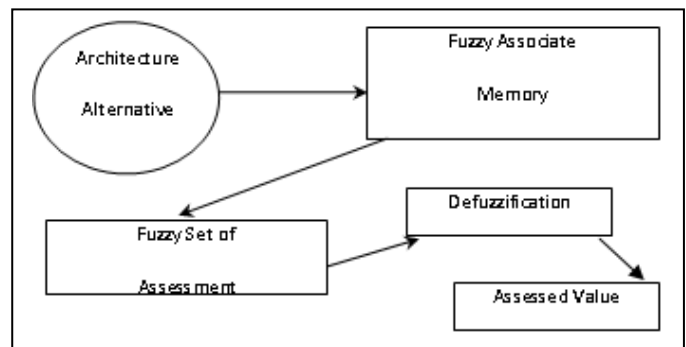 Architecture
Alternative
Fuzzy Associate
Memory
Fuzzy Set of
Assessment
Defuzzification
Assessed Value